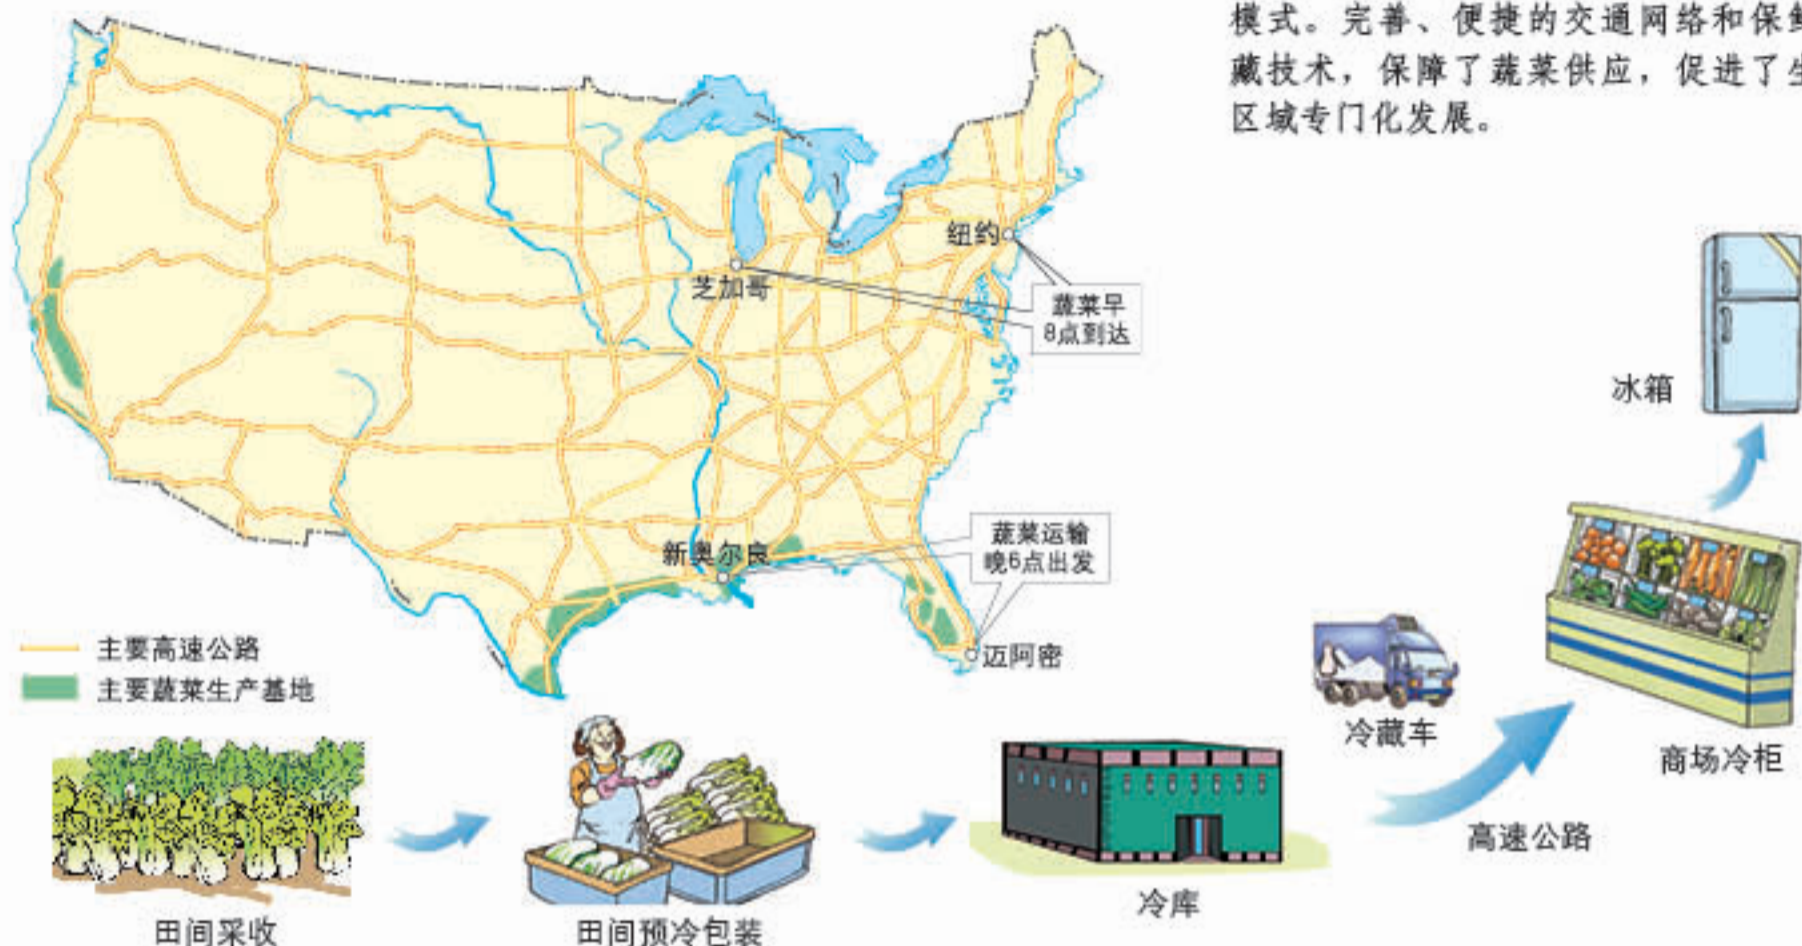 模式。完善、便捷的交通网络和保鲜
藏技术，保障了蔬菜供应，促进了生
区域专门化发展。
纽约
芝加哥
蔬菜早
8点到达
冰箱
蔬菜运输
晚6点出发
新奥尔良
迈阿密
主要高速公路
主要蔬菜生产基地
冷藏车
商场冷柜
高速公路
冷库
田间采收
田间预冷包装